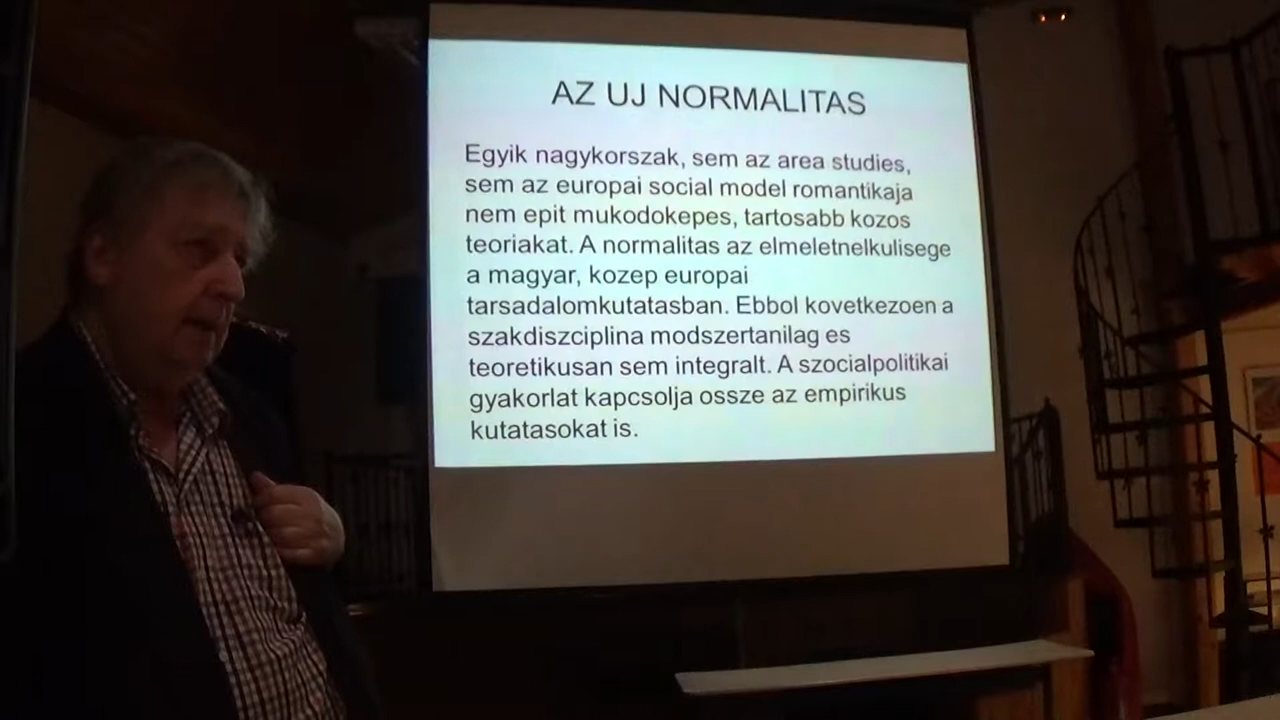 AZ UJ NORMALITAS
Egyik nagykorszak, sem az area studies,
sem az europai social model romantikaja
nem epit mukodokepes, tartosabb kozos
teoriakat. A normalitas az elmeletnelkulisege
a magyar, kozep europai
tarsadalomkutatasban. Ebbol kovetkezoen a
szakdiszciplina modszertanilag es
teoretikusan sem integralt. A szocialpolitikai
gyakorlat kapcsolja ossze az empirikus
kutatasokat is.